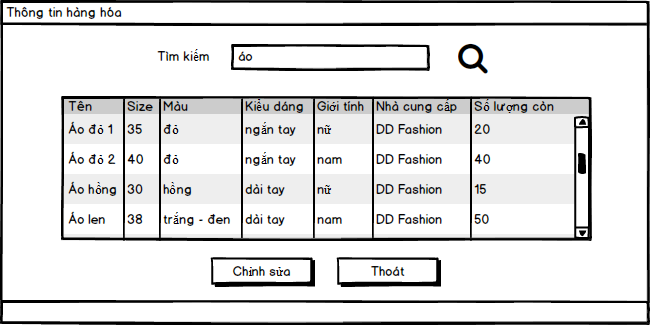 Thông tin hàng hóa
Tìm kiếm áo
Tên Size Màu Kiểu dáng Giới tính Nhà cung cấp Số lượng còn
Áo đỏ 1 35 đỏ ngắn tay nữ DD Fashion 20
Áo đỏ 2 40 đỏ ngắn tay nam DD Fashion 40
Áo hồng 30 hồng dài tay nữ DD Fashion 15
Áo len 38 trắng - đen dài tay nam DD Fashion 50
Chỉnh sửa Thoát